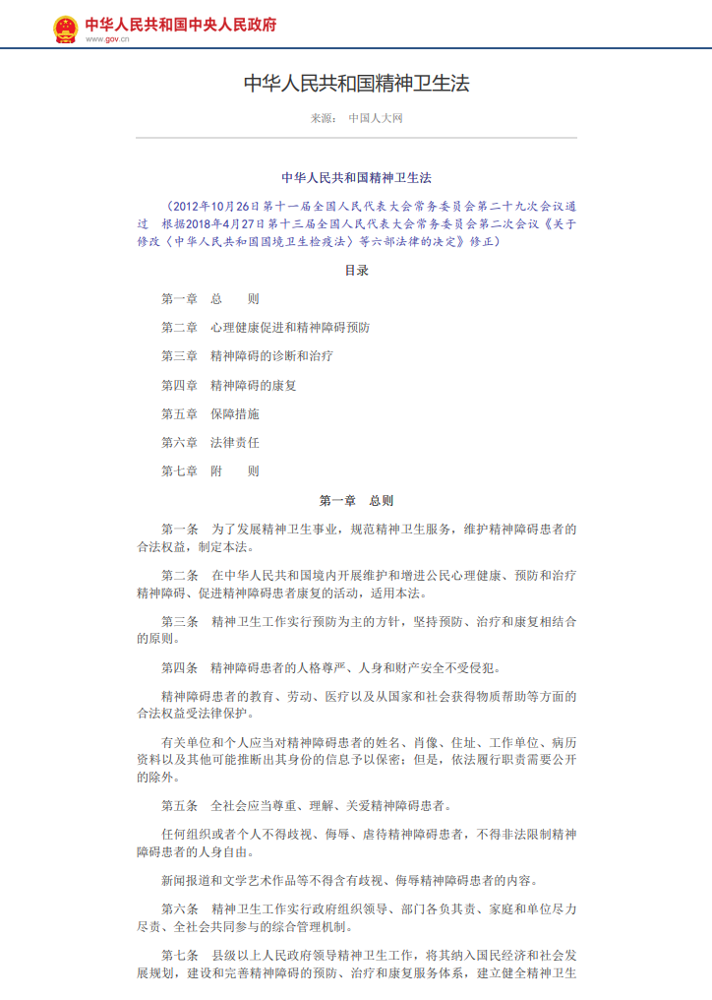 中华人民共和国中央人民政府
www.gov.cn
中华人民共和国精神卫生法
来源： 中国人大网
中华人民共和国精神卫生法
（2012年10月26日第十一届全国人民代表大会常务委员会第二十九次会议通
过　根据2018年4月27日第十三届全国人民代表大会常务委员会第二次会议《关于
修改〈中华人民共和国国境卫生检疫法〉等六部法律的决定》修正）
目录
第一章　总　　则
第二章　心理健康促进和精神障碍预防
第三章　精神障碍的诊断和治疗
第四章　精神障碍的康复
第五章　保障措施
第六章　法律责任
第七章　附　　则
第一章　总则
第一条　为了发展精神卫生事业，规范精神卫生服务，维护精神障碍患者的
合法权益，制定本法。
第二条　在中华人民共和国境内开展维护和增进公民心理健康、预防和治疗
精神障碍、促进精神障碍患者康复的活动，适用本法。
第三条　精神卫生工作实行预防为主的方针，坚持预防、治疗和康复相结合
的原则。
第四条　精神障碍患者的人格尊严、人身和财产安全不受侵犯。
精神障碍患者的教育、劳动、医疗以及从国家和社会获得物质帮助等方面的
合法权益受法律保护。
有关单位和个人应当对精神障碍患者的姓名、肖像、住址、工作单位、病历
资料以及其他可能推断出其身份的信息予以保密；但是，依法履行职责需要公开
的除外。
第五条　全社会应当尊重、理解、关爱精神障碍患者。
任何组织或者个人不得歧视、侮辱、虐待精神障碍患者，不得非法限制精神
障碍患者的人身自由。
新闻报道和文学艺术作品等不得含有歧视、侮辱精神障碍患者的内容。
第六条　精神卫生工作实行政府组织领导、部门各负其责、家庭和单位尽力
尽责、全社会共同参与的综合管理机制。
第七条　县级以上人民政府领导精神卫生工作，将其纳入国民经济和社会发
展规划，建设和完善精神障碍的预防、治疗和康复服务体系，建立健全精神卫生